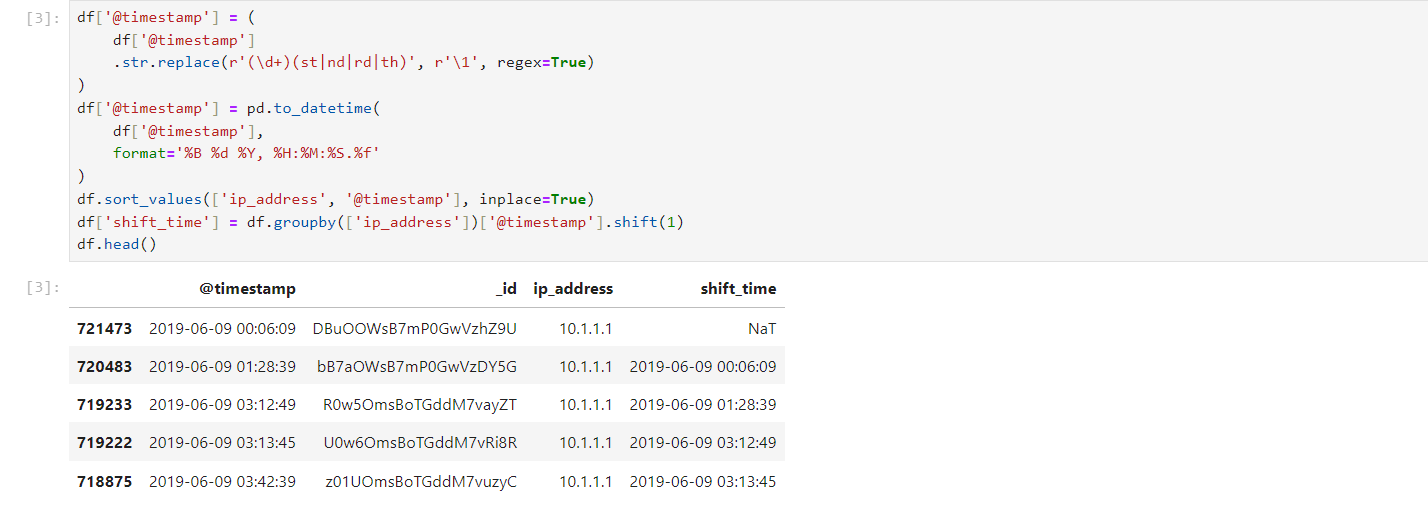 [3]: df['@timestamp'] = (
    df['@timestamp']
    .str.replace(r'(\d+)(st|nd|rd|th)', r'\1', regex=True)
)
df['@timestamp'] = pd.to_datetime(
    df['@timestamp'],
    format='%B %d %Y, %H:%M:%S.%f'
)
df.sort_values(['ip_address', '@timestamp'], inplace=True)
df['shift_time'] = df.groupby(['ip_address'])['@timestamp'].shift(1)
df.head()
[3]: @timestamp _id ip_address shift_time
721473 2019-06-09 00:06:09 DBuOOWsB7mP0GwVzhZ9U 10.1.1.1 NaT
720483 2019-06-09 01:28:39 bB7aOWsB7mP0GwVzDY5G 10.1.1.1 2019-06-09 00:06:09
719233 2019-06-09 03:12:49 R0w5OmsBoTGddM7vayZT 10.1.1.1 2019-06-09 01:28:39
719222 2019-06-09 03:13:45 U0w6OmsBoTGddM7vRi8R 10.1.1.1 2019-06-09 03:12:49
718875 2019-06-09 03:42:39 z01UOmsBoTGddM7vuzyC 10.1.1.1 2019-06-09 03:13:45